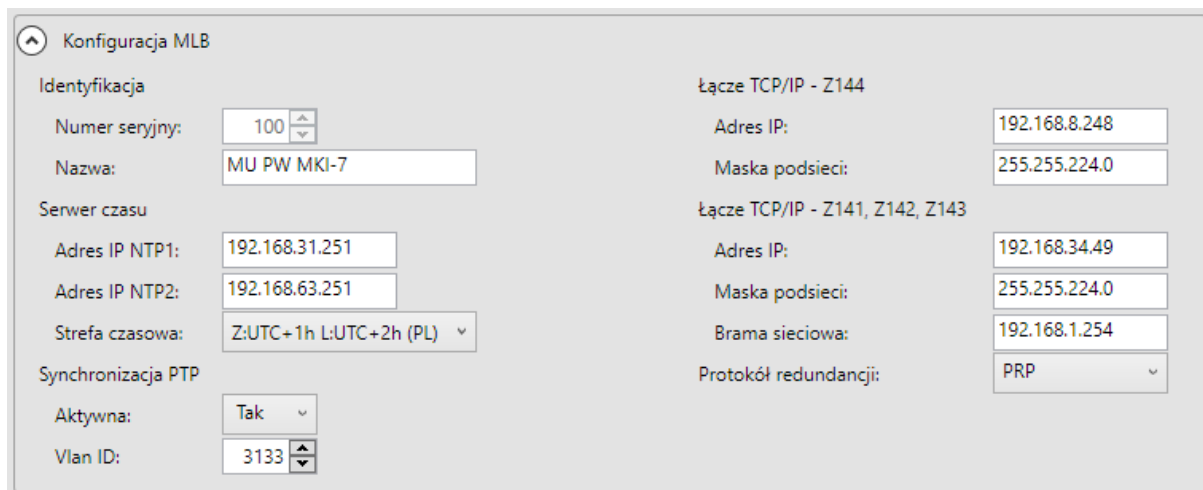 Konfiguracja MLB
Identyfikacja
Numer seryjny: 100
Nazwa: MU PW MKI-7
Serwer czasu
Adres IP NTP1: 192.168.31.251
Adres IP NTP2: 192.168.63.251
Strefa czasowa: Z:UTC+1h L:UTC+2h (PL)
Synchronizacja PTP
Aktywna: Tak
Vlan ID: 3133
Łącze TCP/IP - Z144
Adres IP: 192.168.8.248
Maska podsieci: 255.255.224.0
Łącze TCP/IP - Z141, Z142, Z143
Adres IP: 192.168.34.49
Maska podsieci: 255.255.224.0
Brama sieciowa: 192.168.1.254
Protokół redundancji: PRP